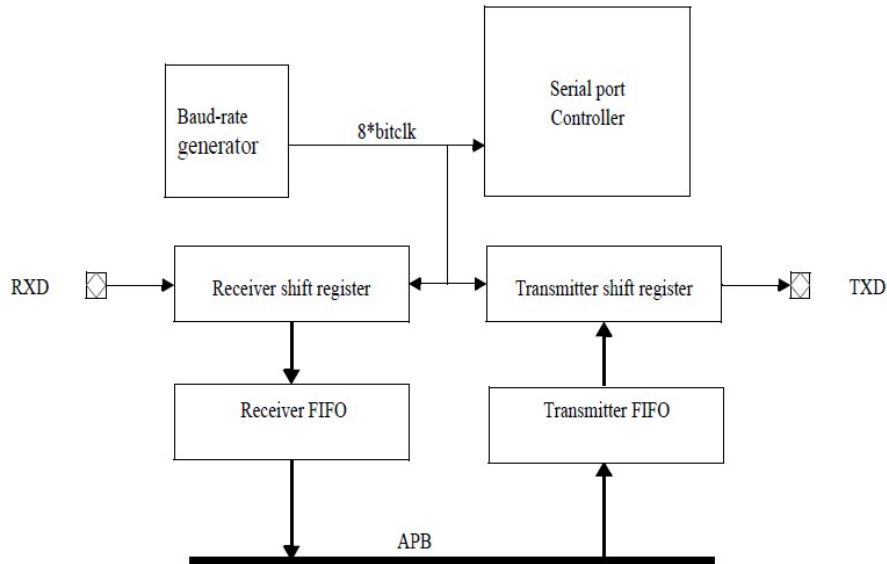 Serial port
Controller
Baud-rate
generator
8*bitclk
RXD
Receiver shift register
Transmitter shift register
TXD
Receiver FIFO
Transmitter FIFO
APB